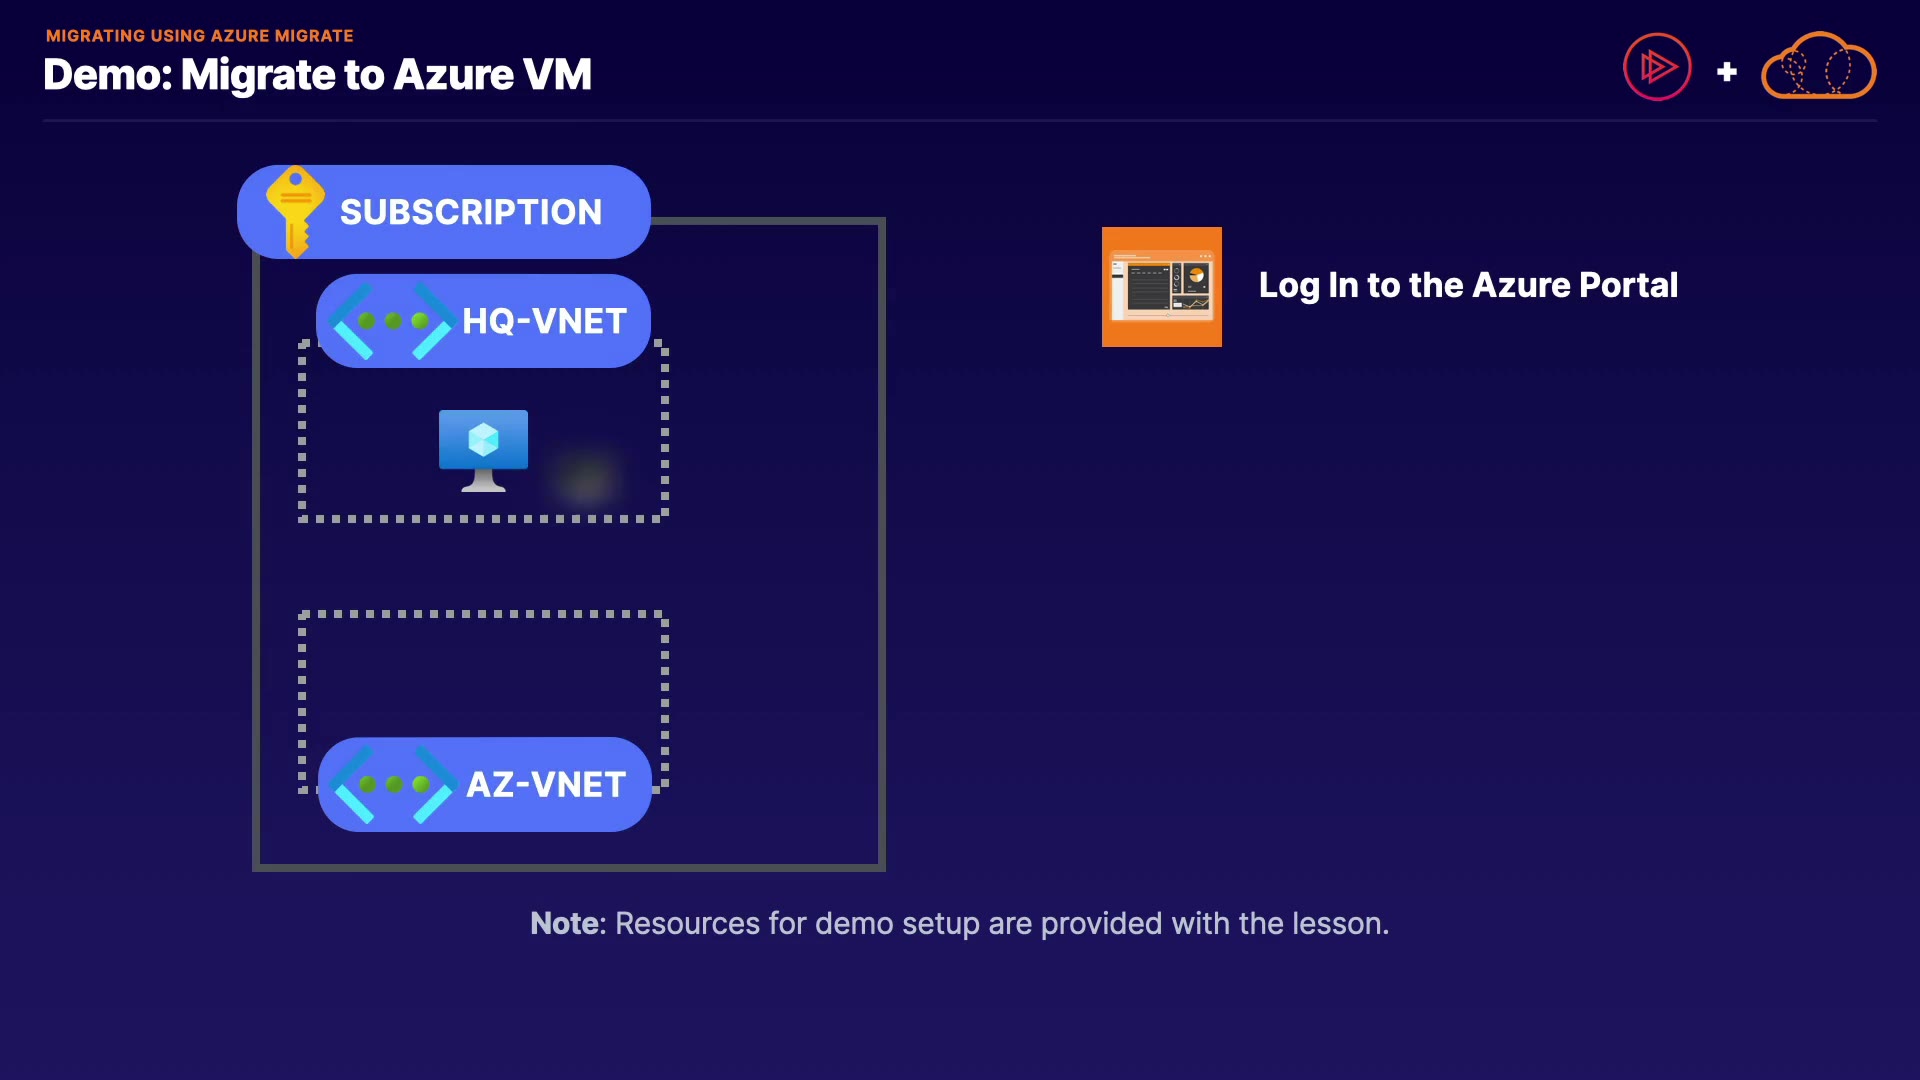 MIGRATING USING AZURE MIGRATE
Demo: Migrate to Azure VM
SUBSCRIPTION
HQ-VNET
Log In to the Azure Portal
AZ-VNET
Note: Resources for demo setup are provided with the lesson.